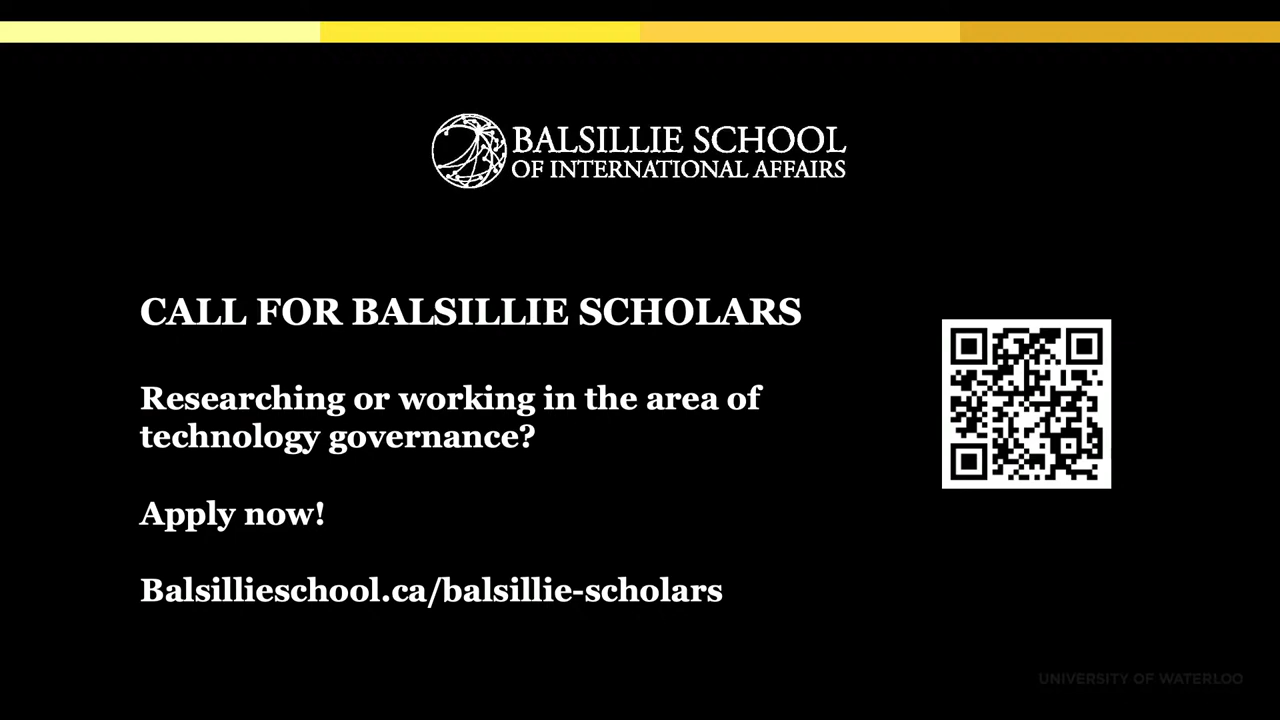 BALSILLIE SCHOOL
OF INTERNATIONAL AFFAIRS
CALL FOR BALSILLIE SCHOLARS
Researching or working in the area of
technology governance?
Apply now!
Balsillieschool.ca/balsillie-scholars
UNIVERSITY OF WATERLOO